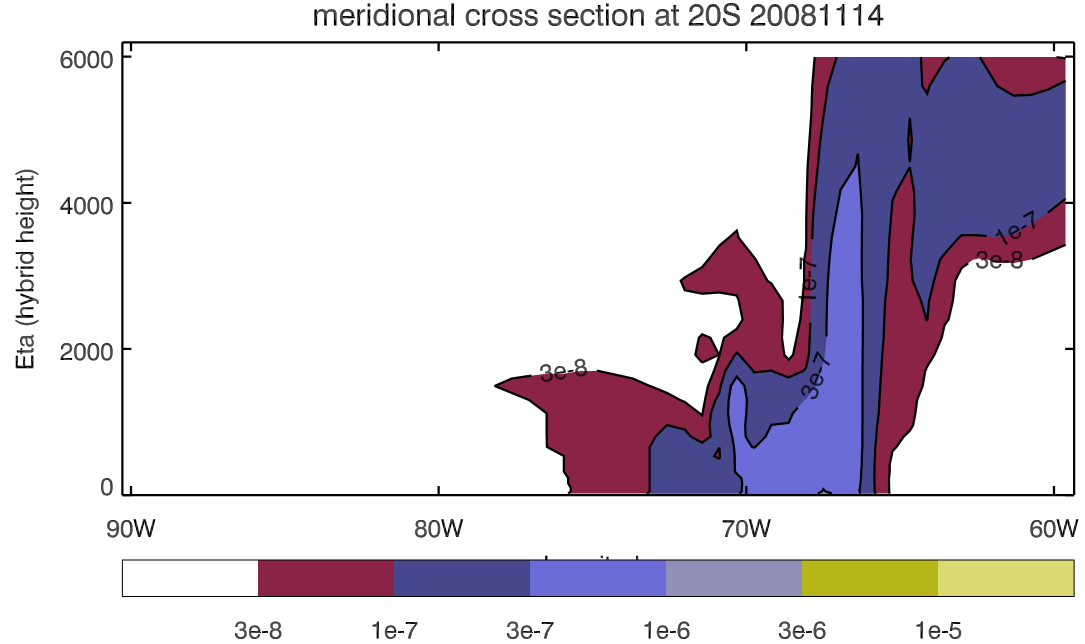 meridional cross section at 20S 20081114
Eta (hybrid height)
6000
4000
2000
0
1e-7
3e-8
1e-7
3e-7
3e-8
90W 80W 70W 60W
3e-8 1e-7 3e-7 1e-6 3e-6 1e-5